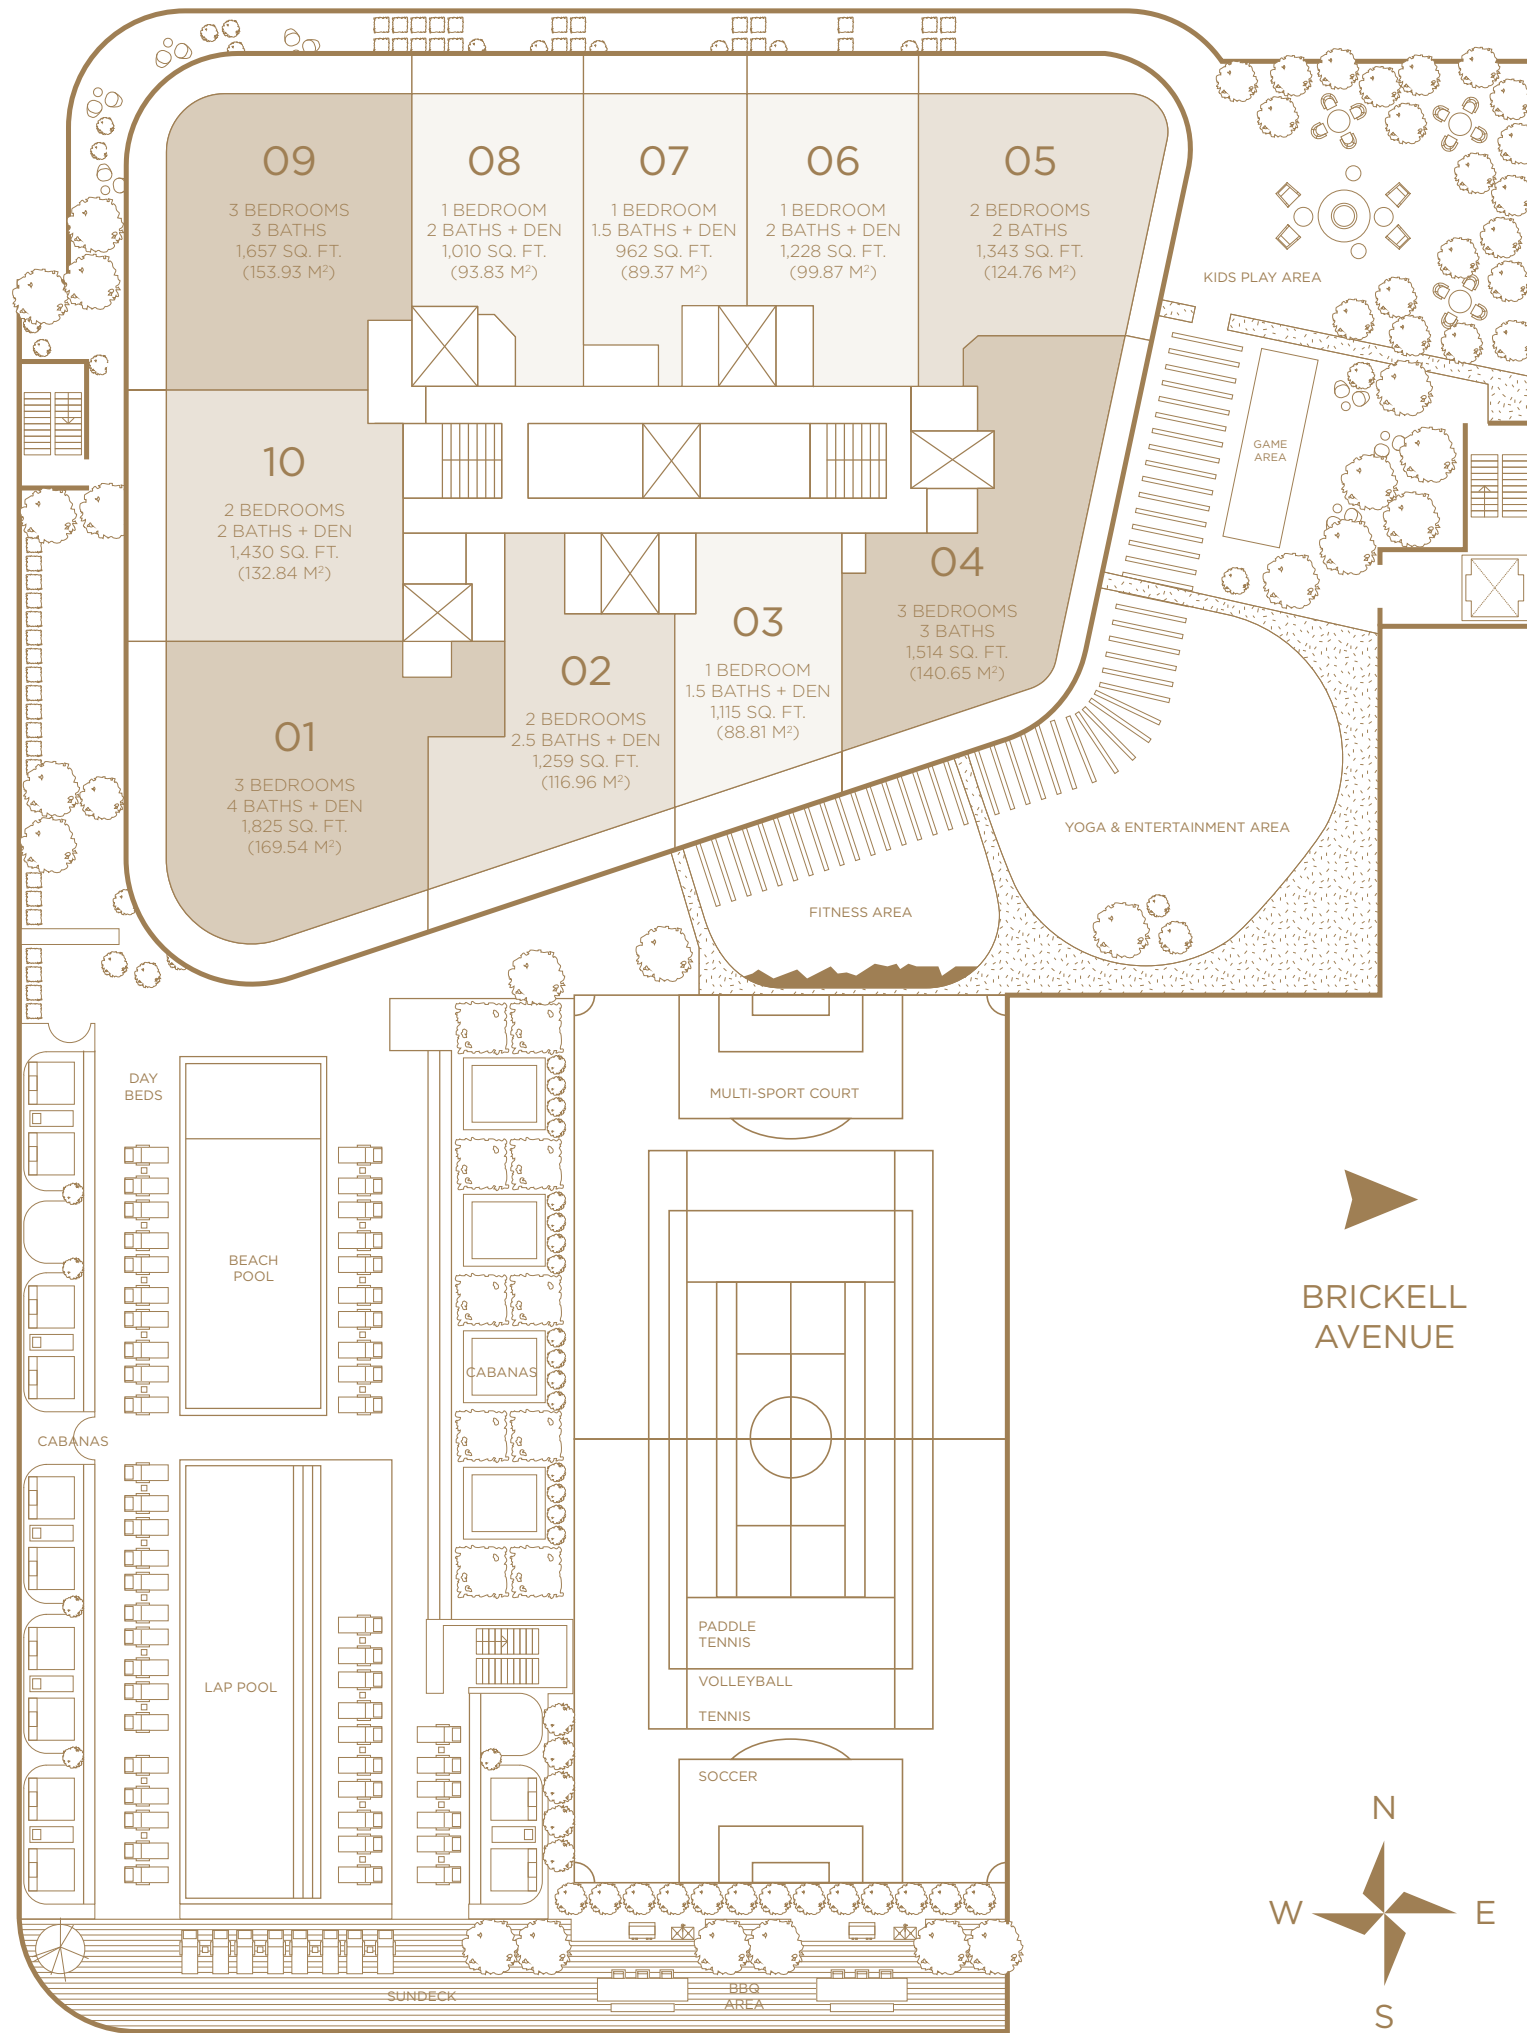 09
3 BEDROOMS
3 BATHS
1,657 SQ. FT.
(153.93 M²)
08
1 BEDROOM
2 BATHS + DEN
1,010 SQ. FT.
(93.83 M²)
07
1 BEDROOM
1.5 BATHS + DEN
962 SQ. FT.
(89.37 M²)
06
1 BEDROOM
2 BATHS + DEN
1,228 SQ. FT.
(99.87 M²)
05
2 BEDROOMS
2 BATHS
1,343 SQ. FT.
(124.76 M²)
KIDS PLAY AREA
GAME
AREA
10
2 BEDROOMS
2 BATHS + DEN
1,430 SQ. FT.
(132.84 M²)
04
3 BEDROOMS
3 BATHS
1,514 SQ. FT.
(140.65 M²)
03
1 BEDROOM
1.5 BATHS + DEN
1,115 SQ. FT.
(88.81 M²)
02
2 BEDROOMS
2.5 BATHS + DEN
1,259 SQ. FT.
(116.96 M²)
01
3 BEDROOMS
4 BATHS + DEN
1,825 SQ. FT.
(169.54 M²)
YOGA & ENTERTAINMENT AREA
FITNESS AREA
DAY
BEDS
MULTI-SPORT COURT
BEACH
POOL
BRICKELL
AVENUE
CABANAS
CABANAS
PADDLE
TENNIS
VOLLEYBALL
LAP POOL
TENNIS
SOCCER
N
W
E
S
SUNDECK
BBQ
AREA